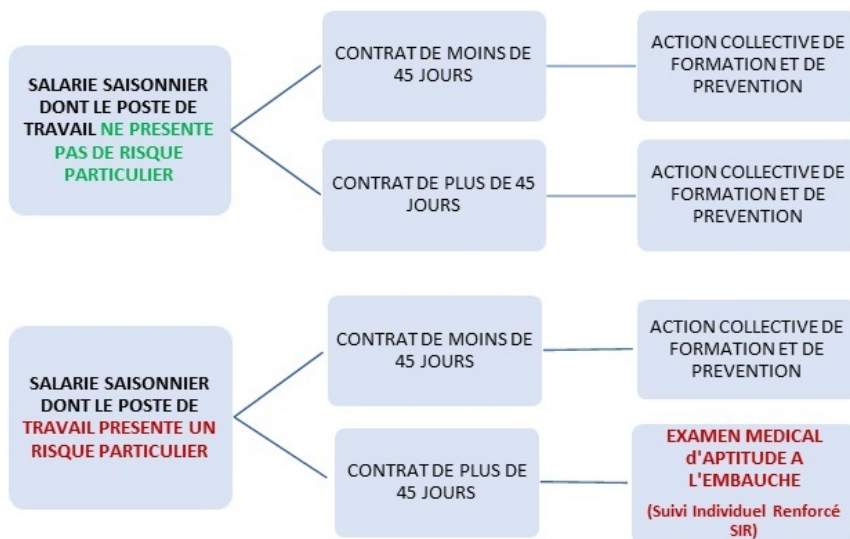 SALARIE SAISONNIER
DONT LE POSTE DE
TRAVAIL NE PRESENTE
PAS DE RISQUE
PARTICULIER
CONTRAT DE MOINS DE
45 JOURS
ACTION COLLECTIVE DE
FORMATION ET DE
PREVENTION
CONTRAT DE PLUS DE 45
JOURS
ACTION COLLECTIVE DE
FORMATION ET DE
PREVENTION
SALARIE SAISONNIER
DONT LE POSTE DE
TRAVAIL PRESENTE UN
RISQUE PARTICULIER
CONTRAT DE MOINS DE
45 JOURS
ACTION COLLECTIVE DE
FORMATION ET DE
PREVENTION
CONTRAT DE PLUS DE
45 JOURS
EXAMEN MEDICAL
d'APTITUDE A
L'EMBAUCHE
(Suivi Individuel Renforcé
SIR)